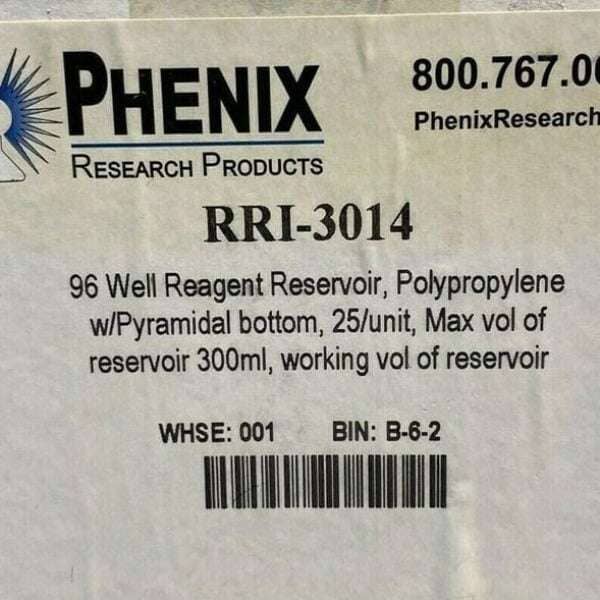 PHENIX
RESEARCH PRODUCTS
800.767.00
PhenixResearch
RRI-3014
96 Well Reagent Reservoir, Polypropylene
w/Pyramidal bottom, 25/unit, Max vol of
reservoir 300ml, working vol of reservoir
WHSE: 001 BIN: B-6-2